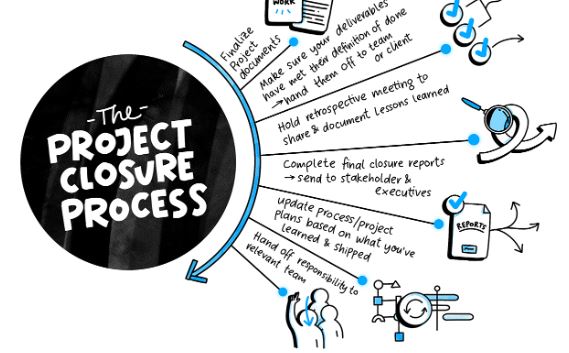 -The-
PROJECT
CLOSURE
PROCESS
WORK
Finalize
Project
documents
Make sure your deliverables
have met their definition of done
→ hand them off to team
or client
Hold retrospective meeting to
share & document Lessons learned
Complete final closure reports
→ send to stakeholder &
executives
REPORTS
update process/project
plans based on what you've
learned & shipped
Hand off responsibility to
relevant team